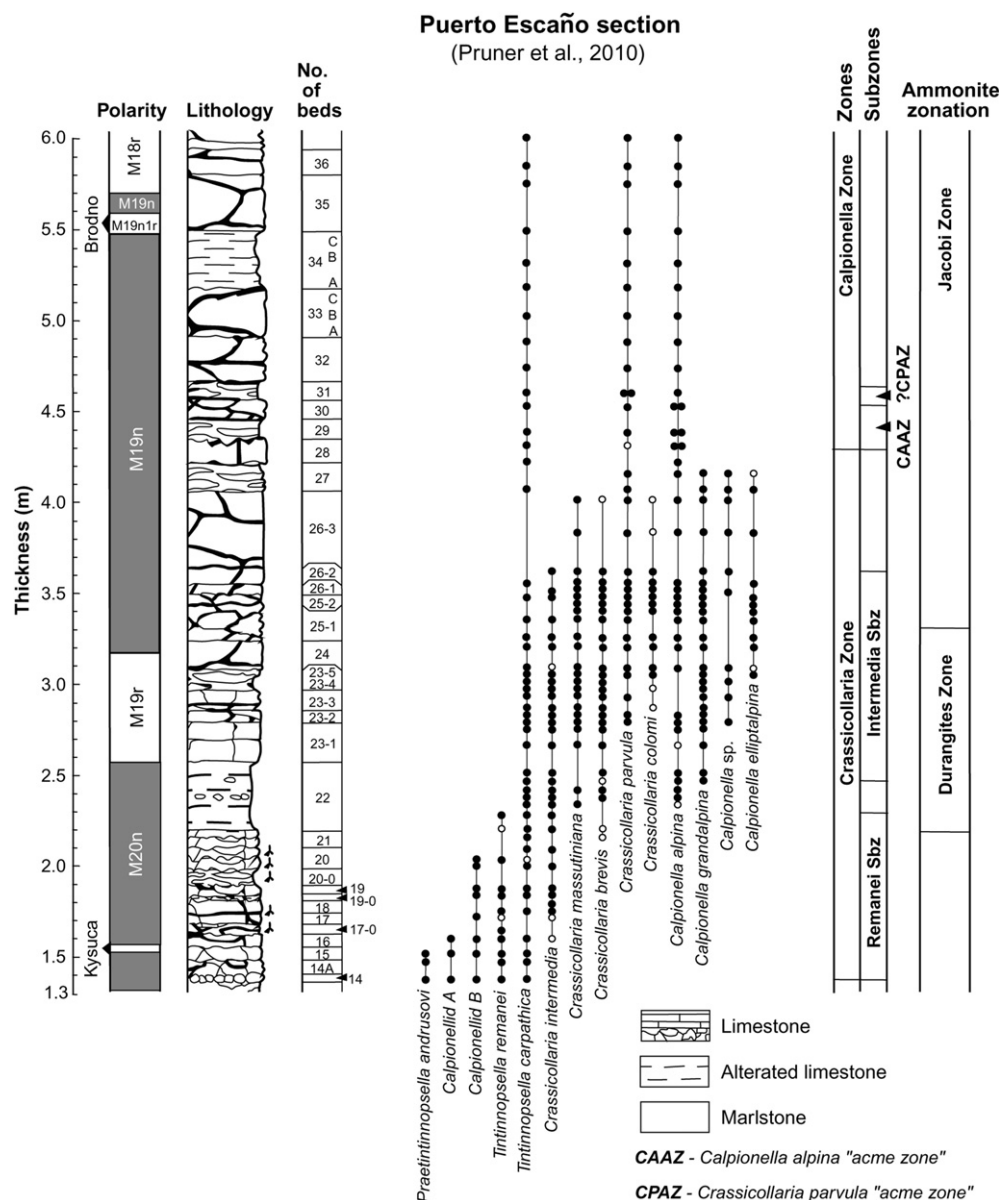 Puerto Escaño section
(Pruner et al., 2010)
Polarity
Lithology
No.
of
beds
Zones
Subzones
Ammonite
zonation
Thickness (m)
6.0
5.5
5.0
4.5
4.0
3.5
3.0
2.5
2.0
1.5
1.3
Brodno
Kysuca
M18r
M19n
M19n1r
M19n
M19r
M20n
36
35
34
C
B
A
33
C
B
A
32
31
30
29
28
27
26-3
26-2
26-1
25-2
25-1
24
23-5
23-4
23-3
23-2
23-1
22
21
20
20-0
19
19-0
18
17
17-0
16
15
14A
14
Praetintinnopsella andrusovi
Calpionellid A
Calpionellid B
Tintinnopsella remanei
Tintinnopsella carpathica
Crassicollaria intermedia
Crassicollaria massutiniana
Crassicollaria brevis
Crassicollaria parvula
Crassicollaria colomi
Calpionella alpina
Calpionella grandalpina
Calpionella sp.
Calpionella elliptalpina
Calpionella Zone
Crassicollaria Zone
?CPAZ
CAAZ
Intermedia Sbz
Remanei Sbz
Jacobi Zone
Durangites Zone
Limestone
Alterated limestone
Marlstone
CAAZ - Calpionella alpina "acme zone"
CPAZ - Crassicollaria parvula "acme zone"